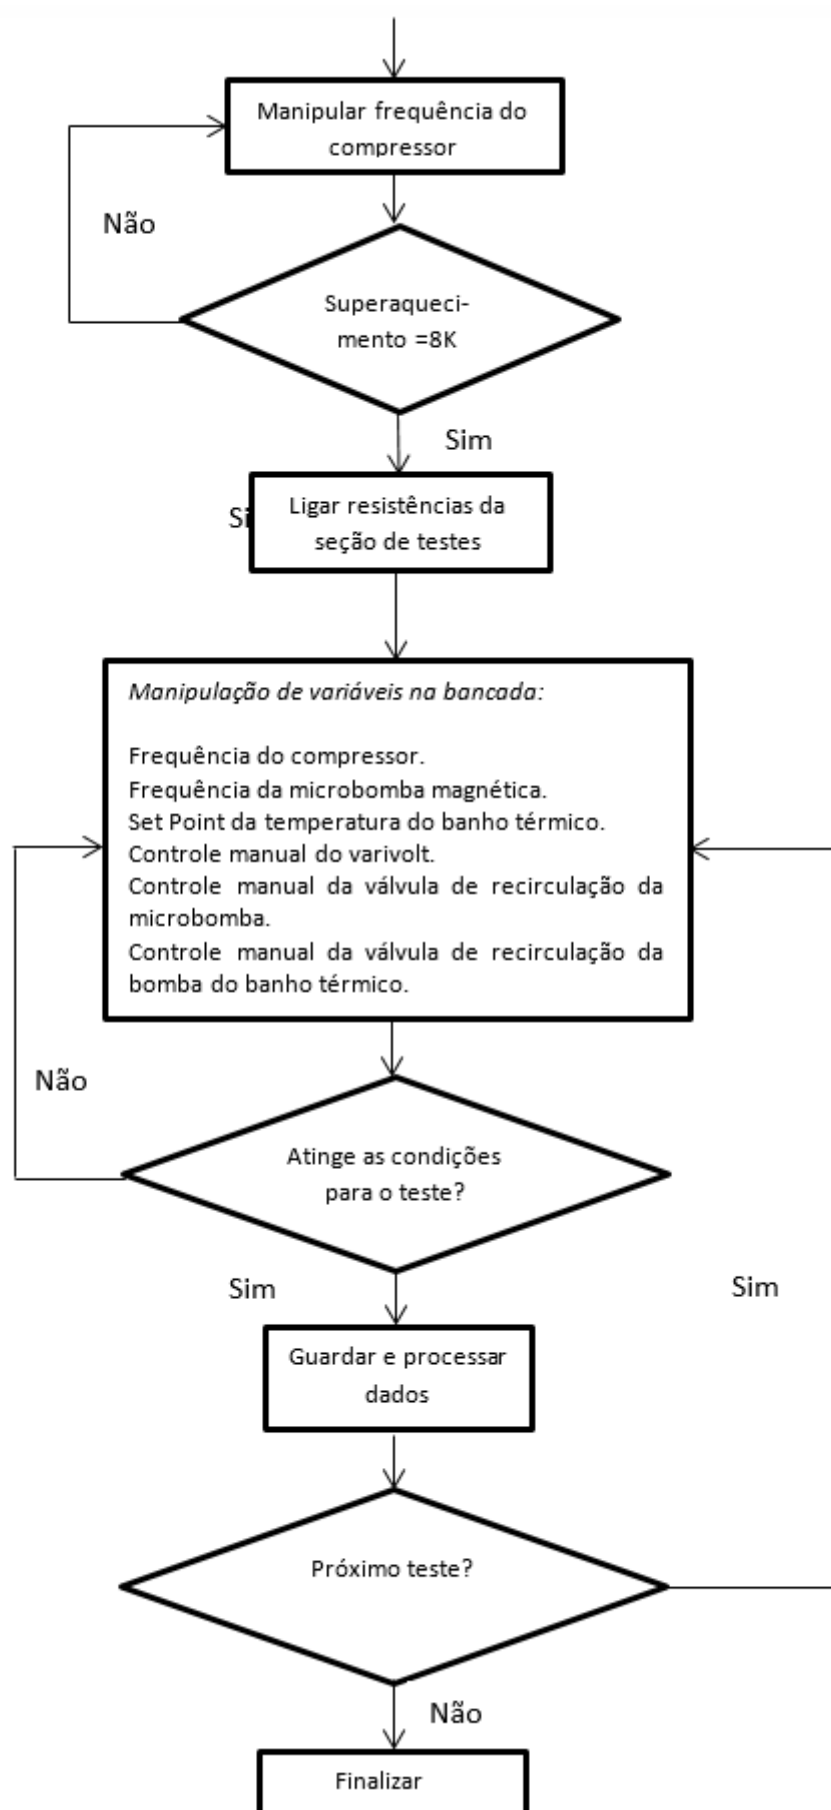 Manipular frequência do
compressor
Não
Superaqueci-
mento =8K
Sim
Si
Ligar resistências da
seção de testes
Manipulação de variáveis na bancada:
Frequência do compressor.
Frequência da microbomba magnética.
Set Point da temperatura do banho térmico.
Controle manual do varivolt.
Controle manual da válvula de recirculação da
microbomba.
Controle manual da válvula de recirculação da
bomba do banho térmico.
Não
Atinge as condições
para o teste?
Sim
Sim
Guardar e processar
dados
Próximo teste?
Não
Finalizar